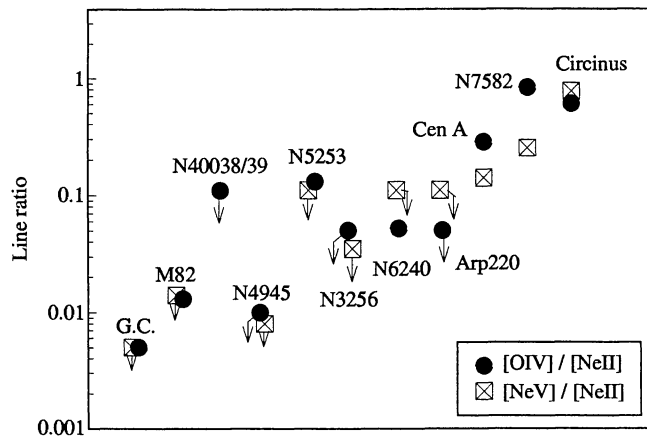 Circinus
N7582
1
Cen A
N5253
N40038/39
0.1
Line ratio
N6240
Arp220
M82
N4945
N3256
G.C.
0.01
[OIV] / [NeII]
[NeV] / [NeII]
0.001